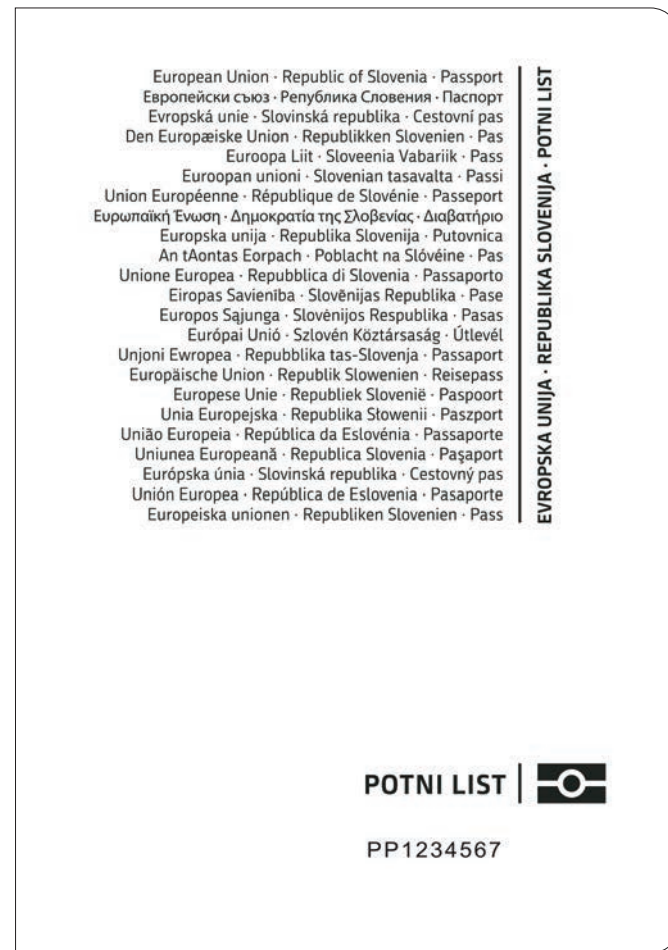 European Union · Republic of Slovenia · Passport
Европейски съюз · Република Словения · Паспорт
Evropská unie · Slovinská republika · Cestovní pas
Den Europæiske Union · Republikken Slovenien · Pas
Euroopa Liit · Sloveenia Vabariik · Pass
Euroopan unioni · Slovenian tasavalta · Passi
Union Européenne · République de Slovénie · Passeport
Ευρωπαϊκή Ένωση · Δημοκρατία της Σλοβενίας · Διαβατήριο
Europska unija · Republika Slovenija · Putovnica
An tAontas Eorpach · Poblacht na Slóvéine · Pas
Unione Europea · Repubblica di Slovenia · Passaporto
Eiropas Savienība · Slovēnijas Republika · Pase
Europos Sąjunga · Slovėnijos Respublika · Pasas
Európai Unió · Szlovén Köztársaság · Útlevél
Unjoni Ewropea · Repubblika tas-Slovenja · Passaport
Europäische Union · Republik Slowenien · Reisepass
Europese Unie · Republiek Slovenië · Paspoort
Unia Europejska · Republika Słowenii · Paszport
União Europeia · República da Eslovénia · Passaporte
Uniunea Europeană · Republica Slovenia · Paşaport
Európska únia · Slovinská republika · Cestovný pas
Unión Europea · República de Eslovenia · Pasaporte
Europeiska unionen · Republiken Slovenien · Pass
EVROPSKA UNIJA · REPUBLIKA SLOVENIJA · POTNI LIST
POTNI LIST
PP1234567